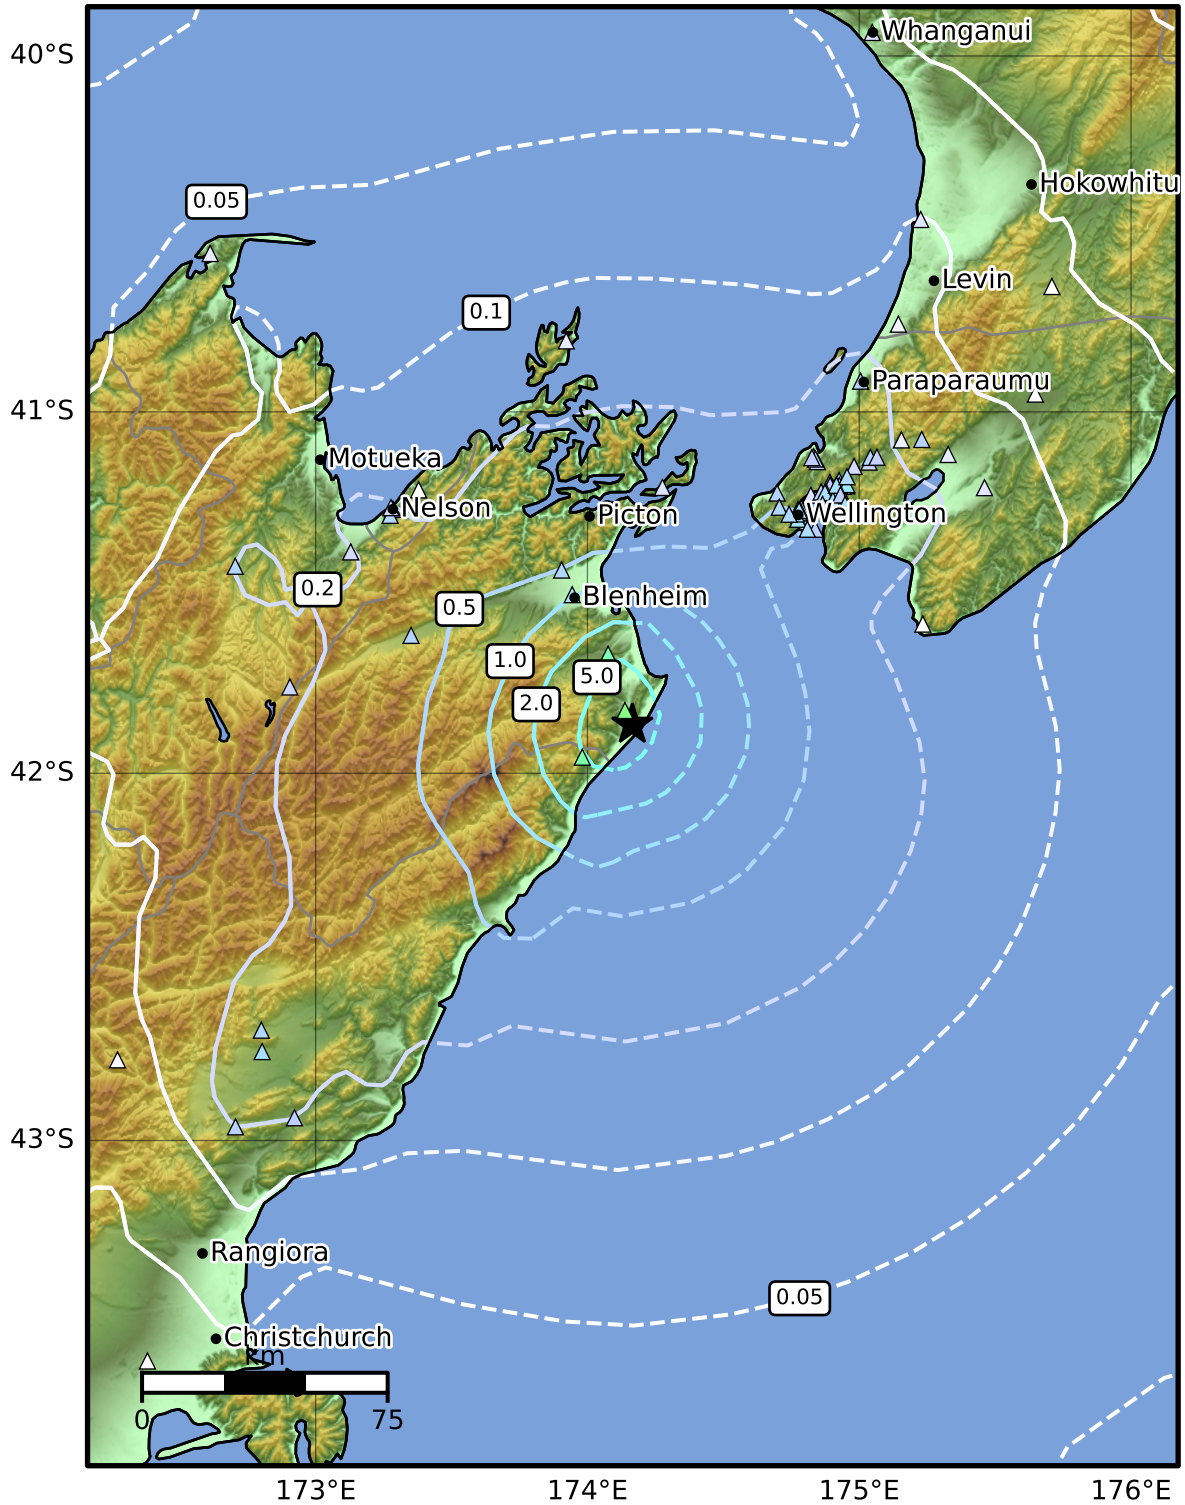 Whanganui
40°S
Hokowhitu
0.05
Levin
0.1
Paraparaumu
41°S
Motueka
Nelson
Picton
Wellington
0.2
Blenheim
0.5
1.0
5.0
2.0
42°S
43°S
Rangiora
0.05
Christchurch
km
0 75
173°E 174°E 175°E 176°E